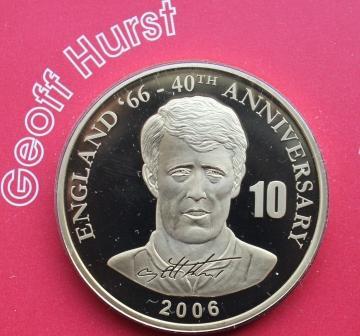 Geoff Hurst
ENGLAND '66 - 40TH ANNIVERSARY
10
~2006